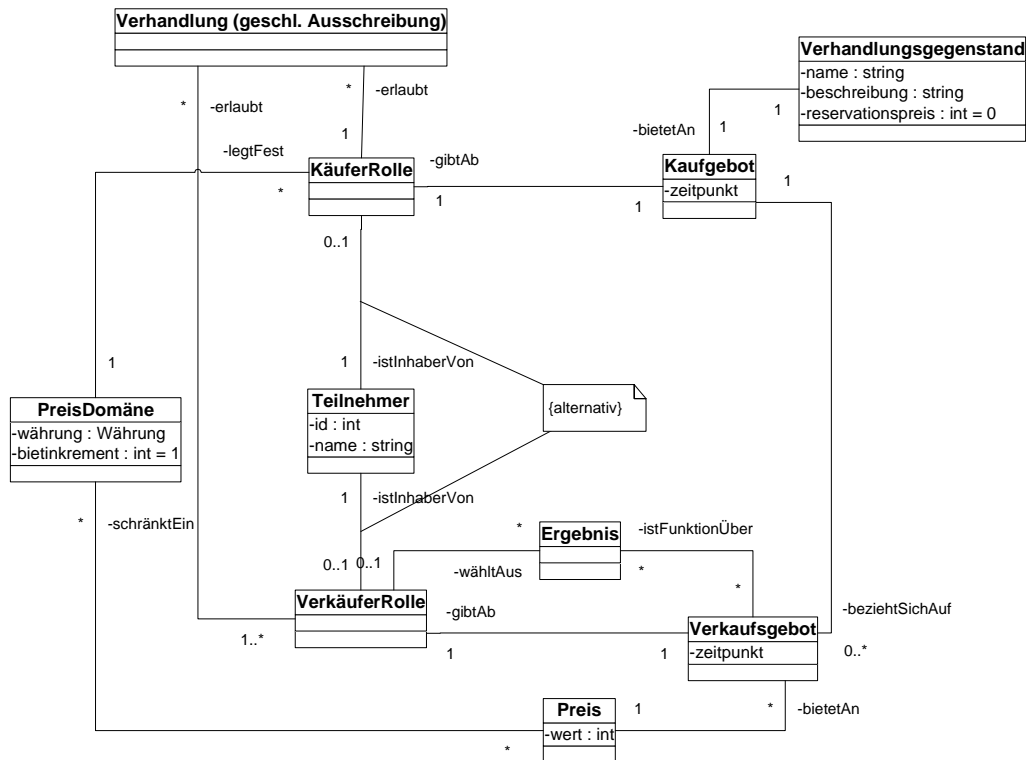 Verhandlung (geschl. Ausschreibung)
Verhandlungsgegenstand
-name : string
-beschreibung : string
-reservationspreis : int = 0
*
-erlaubt
*
-erlaubt
1
1
-bietetAn
1
-legtFest
1
KäuferRolle
-gibtAb
Kaufgebot
-zeitpunkt
1
*
1
1
0..1
1
1
-istInhaberVon
PreisDomäne
-währung : Währung
-bietinkrement : int = 1
Teilnehmer
-id : int
-name : string
{alternativ}
1
-istInhaberVon
*
-schränktEin
*
Ergebnis
-istFunktionÜber
0..1
0..1
-wähltAus
*
*
VerkäuferRolle
-gibtAb
-beziehtSichAuf
Verkaufsgebot
-zeitpunkt
1..*
1
1
0..*
Preis
-wert : int
1
*
-bietetAn
*